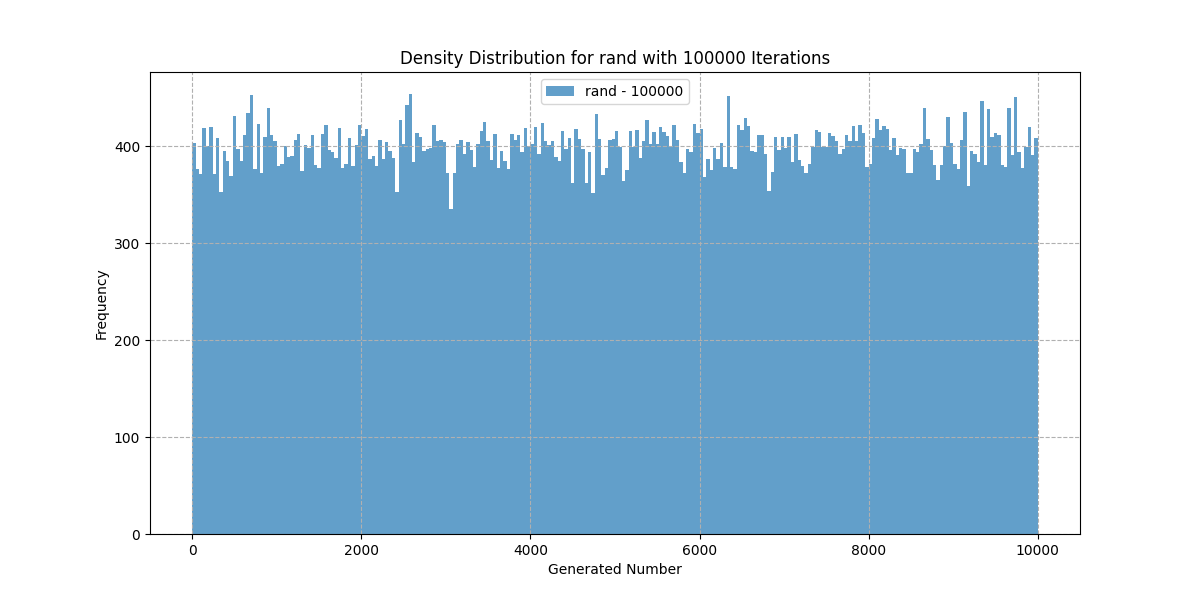 Density Distribution for rand with 100000 Iterations
rand - 100000
400
300
200
100
0
Frequency
0 2000 4000 6000 8000 10000
Generated Number